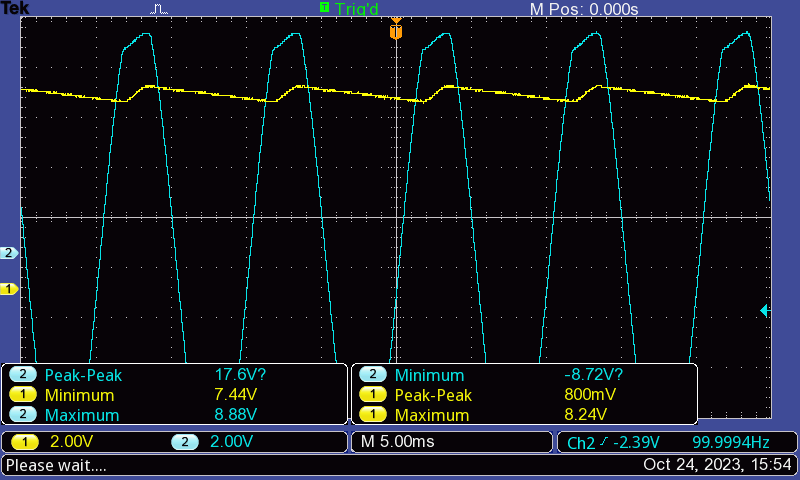 Tek T Trig'd M Pos: 0.000s
T
2
1
2 Peak-Peak 17.6V? 2 Minimum -8.72V?
1 Minimum 7.44V 1 Peak-Peak 800mV
2 Maximum 8.88V 1 Maximum 8.24V
1 2.00V 2 2.00V M 5.00ms Ch2 -2.39V 99.9994Hz
Please wait.... Oct 24, 2023, 15:54